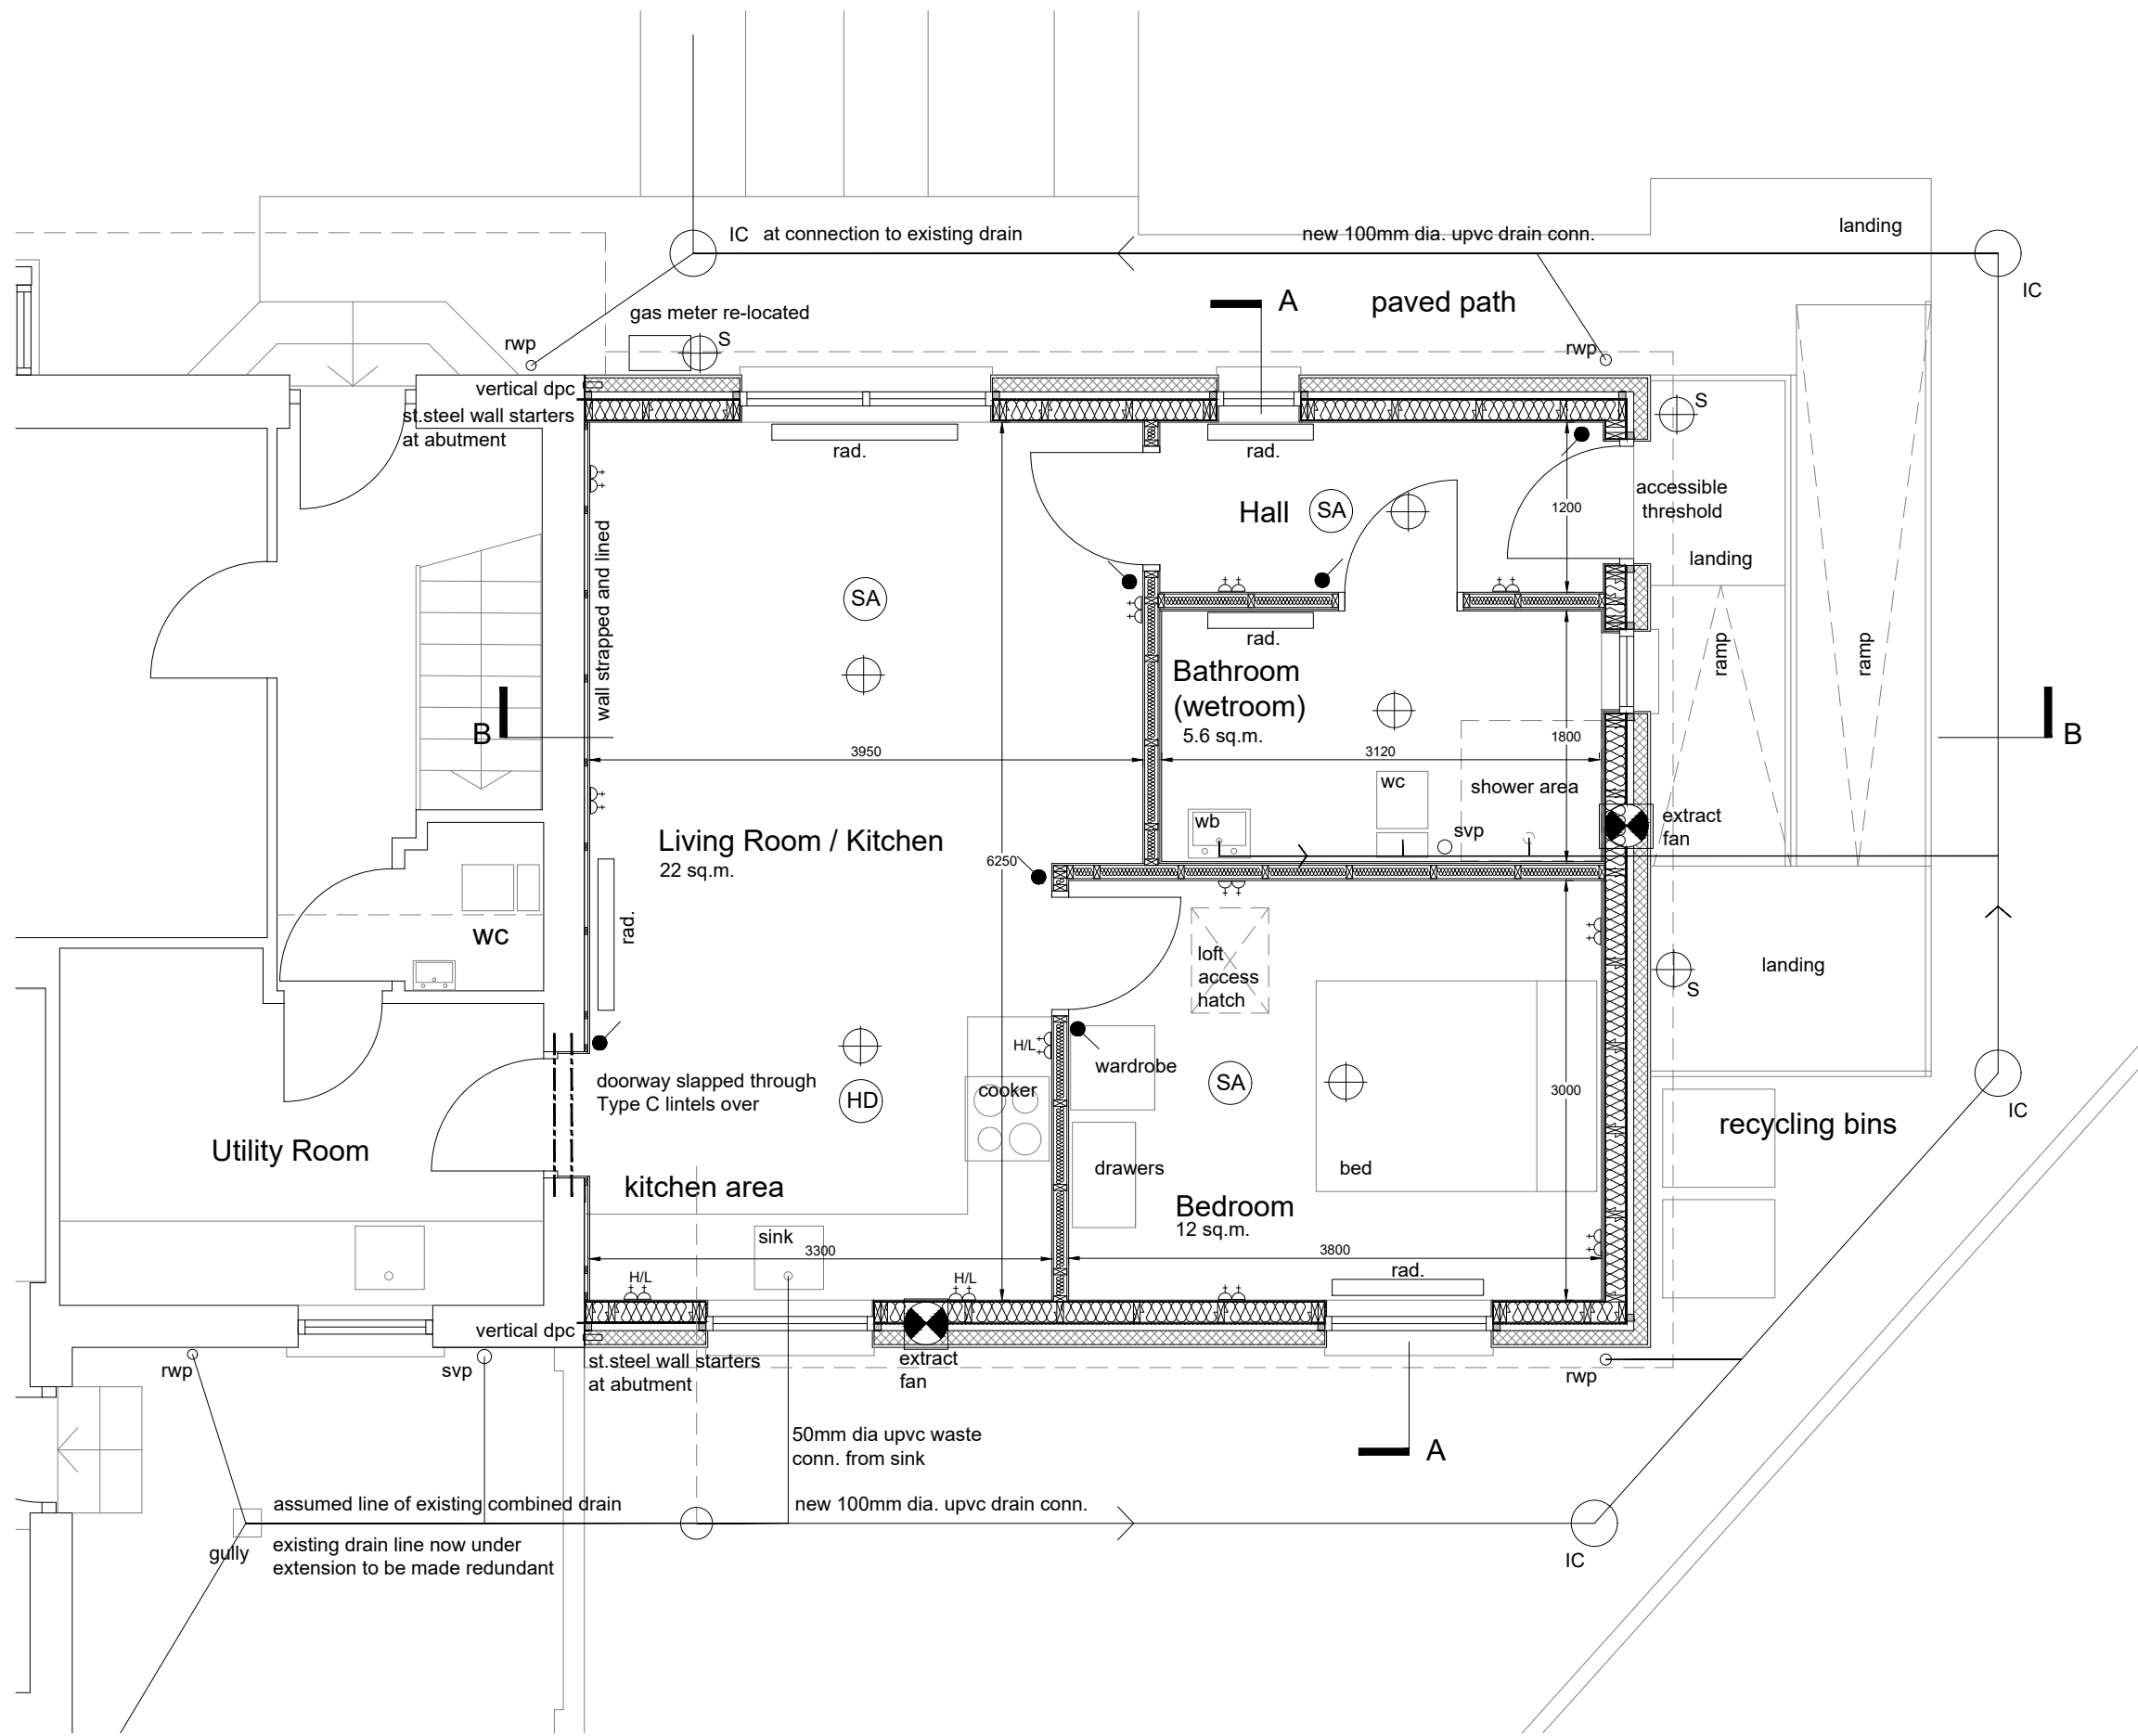 landing
IC at connection to existing drain
new 100mm dia. upvc drain conn.
IC
A
paved path
gas meter re-located
S
rwp
rwp
vertical dpc
st.steel wall starters
at abutment
S
rad.
rad.
accessible
threshold
1200
Hall
SA
landing
wall strapped and lined
SA
rad.
ramp
ramp
Bathroom
(wetroom)
5.6 sq.m.
B
B
3950
3120
1800
wc
shower area
extract
fan
wb
svp
Living Room / Kitchen
22 sq.m.
6250
rad.
wc
loft
access
hatch
landing
S
H/L
wardrobe
cooker
SA
HD
3000
doorway slapped through
Type C lintels over
IC
recycling bins
Utility Room
drawers
bed
kitchen area
Bedroom
12 sq.m.
sink
3300
3800
rad.
H/L
H/L
vertical dpc
rwp
svp
st.steel wall starters
at abutment
extract
fan
rwp
50mm dia upvc waste
conn. from sink
A
assumed line of existing combined drain
new 100mm dia. upvc drain conn.
gully
existing drain line now under
extension to be made redundant
IC